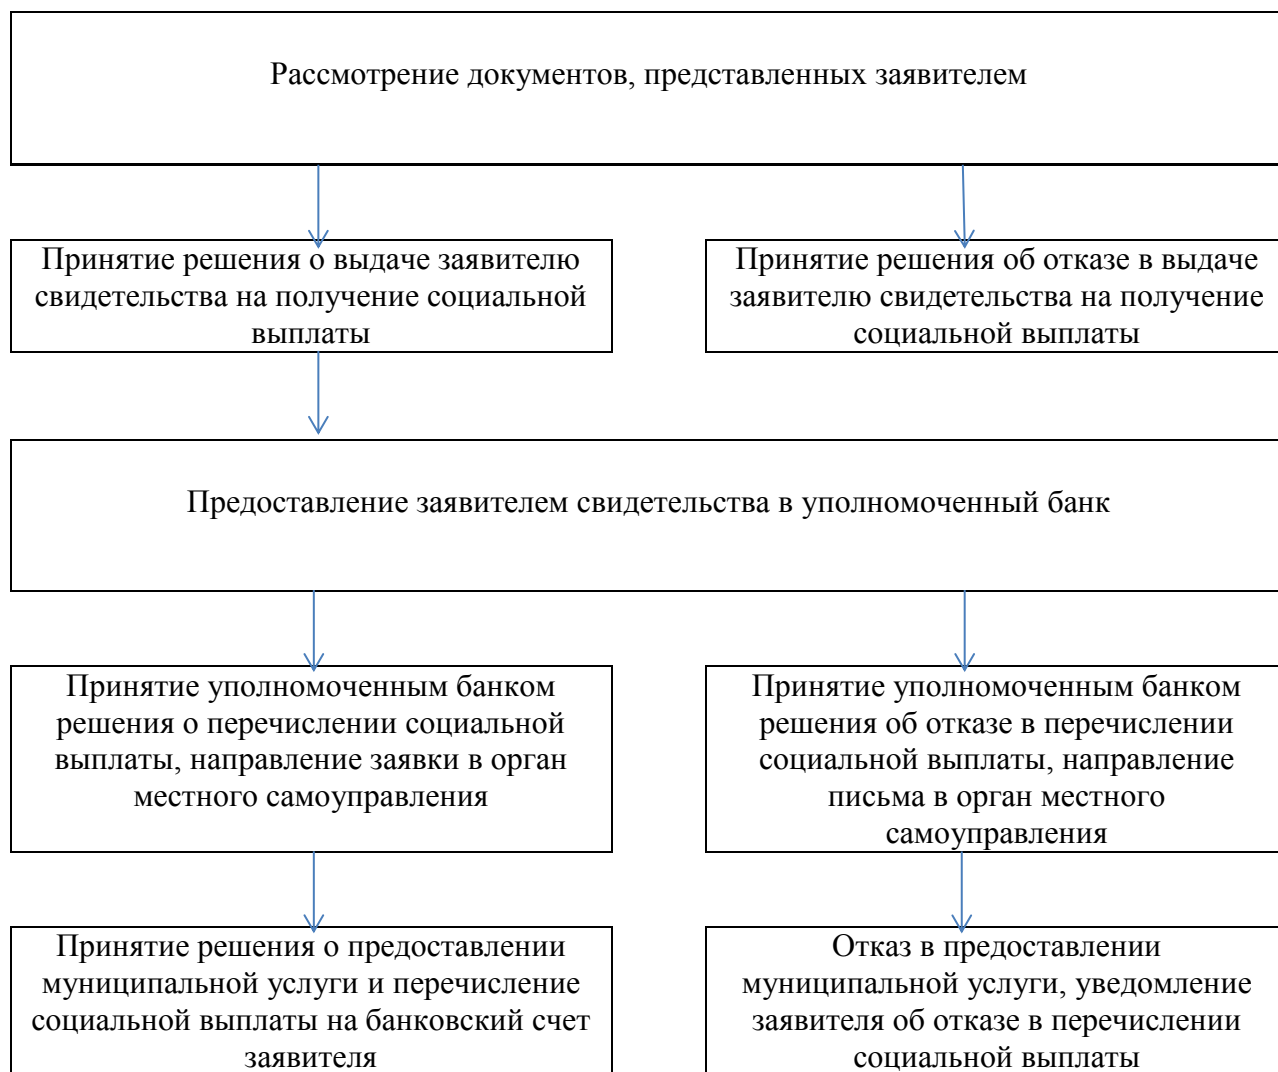 Рассмотрение документов, представленных заявителем
Принятие решения о выдаче заявителю
свидетельства на получение социальной
выплаты
Принятие решения об отказе в выдаче
заявителю свидетельства на получение
социальной выплаты
Предоставление заявителем свидетельства в уполномоченный банк
Принятие уполномоченным банком
решения о перечислении социальной
выплаты, направление заявки в орган
местного самоуправления
Принятие уполномоченным банком
решения об отказе в перечислении
социальной выплаты, направление
письма в орган местного
самоуправления
Принятие решения о предоставлении
муниципальной услуги и перечисление
социальной выплаты на банковский счет
заявителя
Отказ в предоставлении
муниципальной услуги, уведомление
заявителя об отказе в перечислении
социальной выплаты